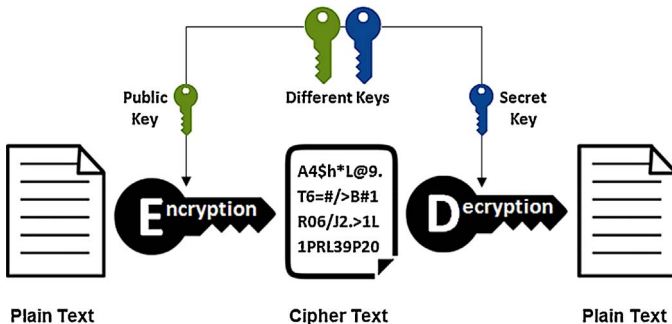 Public
Key
Different Keys
Secret
Key
Encryption
A4$h*L@9.
T6=#/>B#1
R06/J2.>1L
1PRL39P20
Decryption
Plain Text
Cipher Text
Plain Text